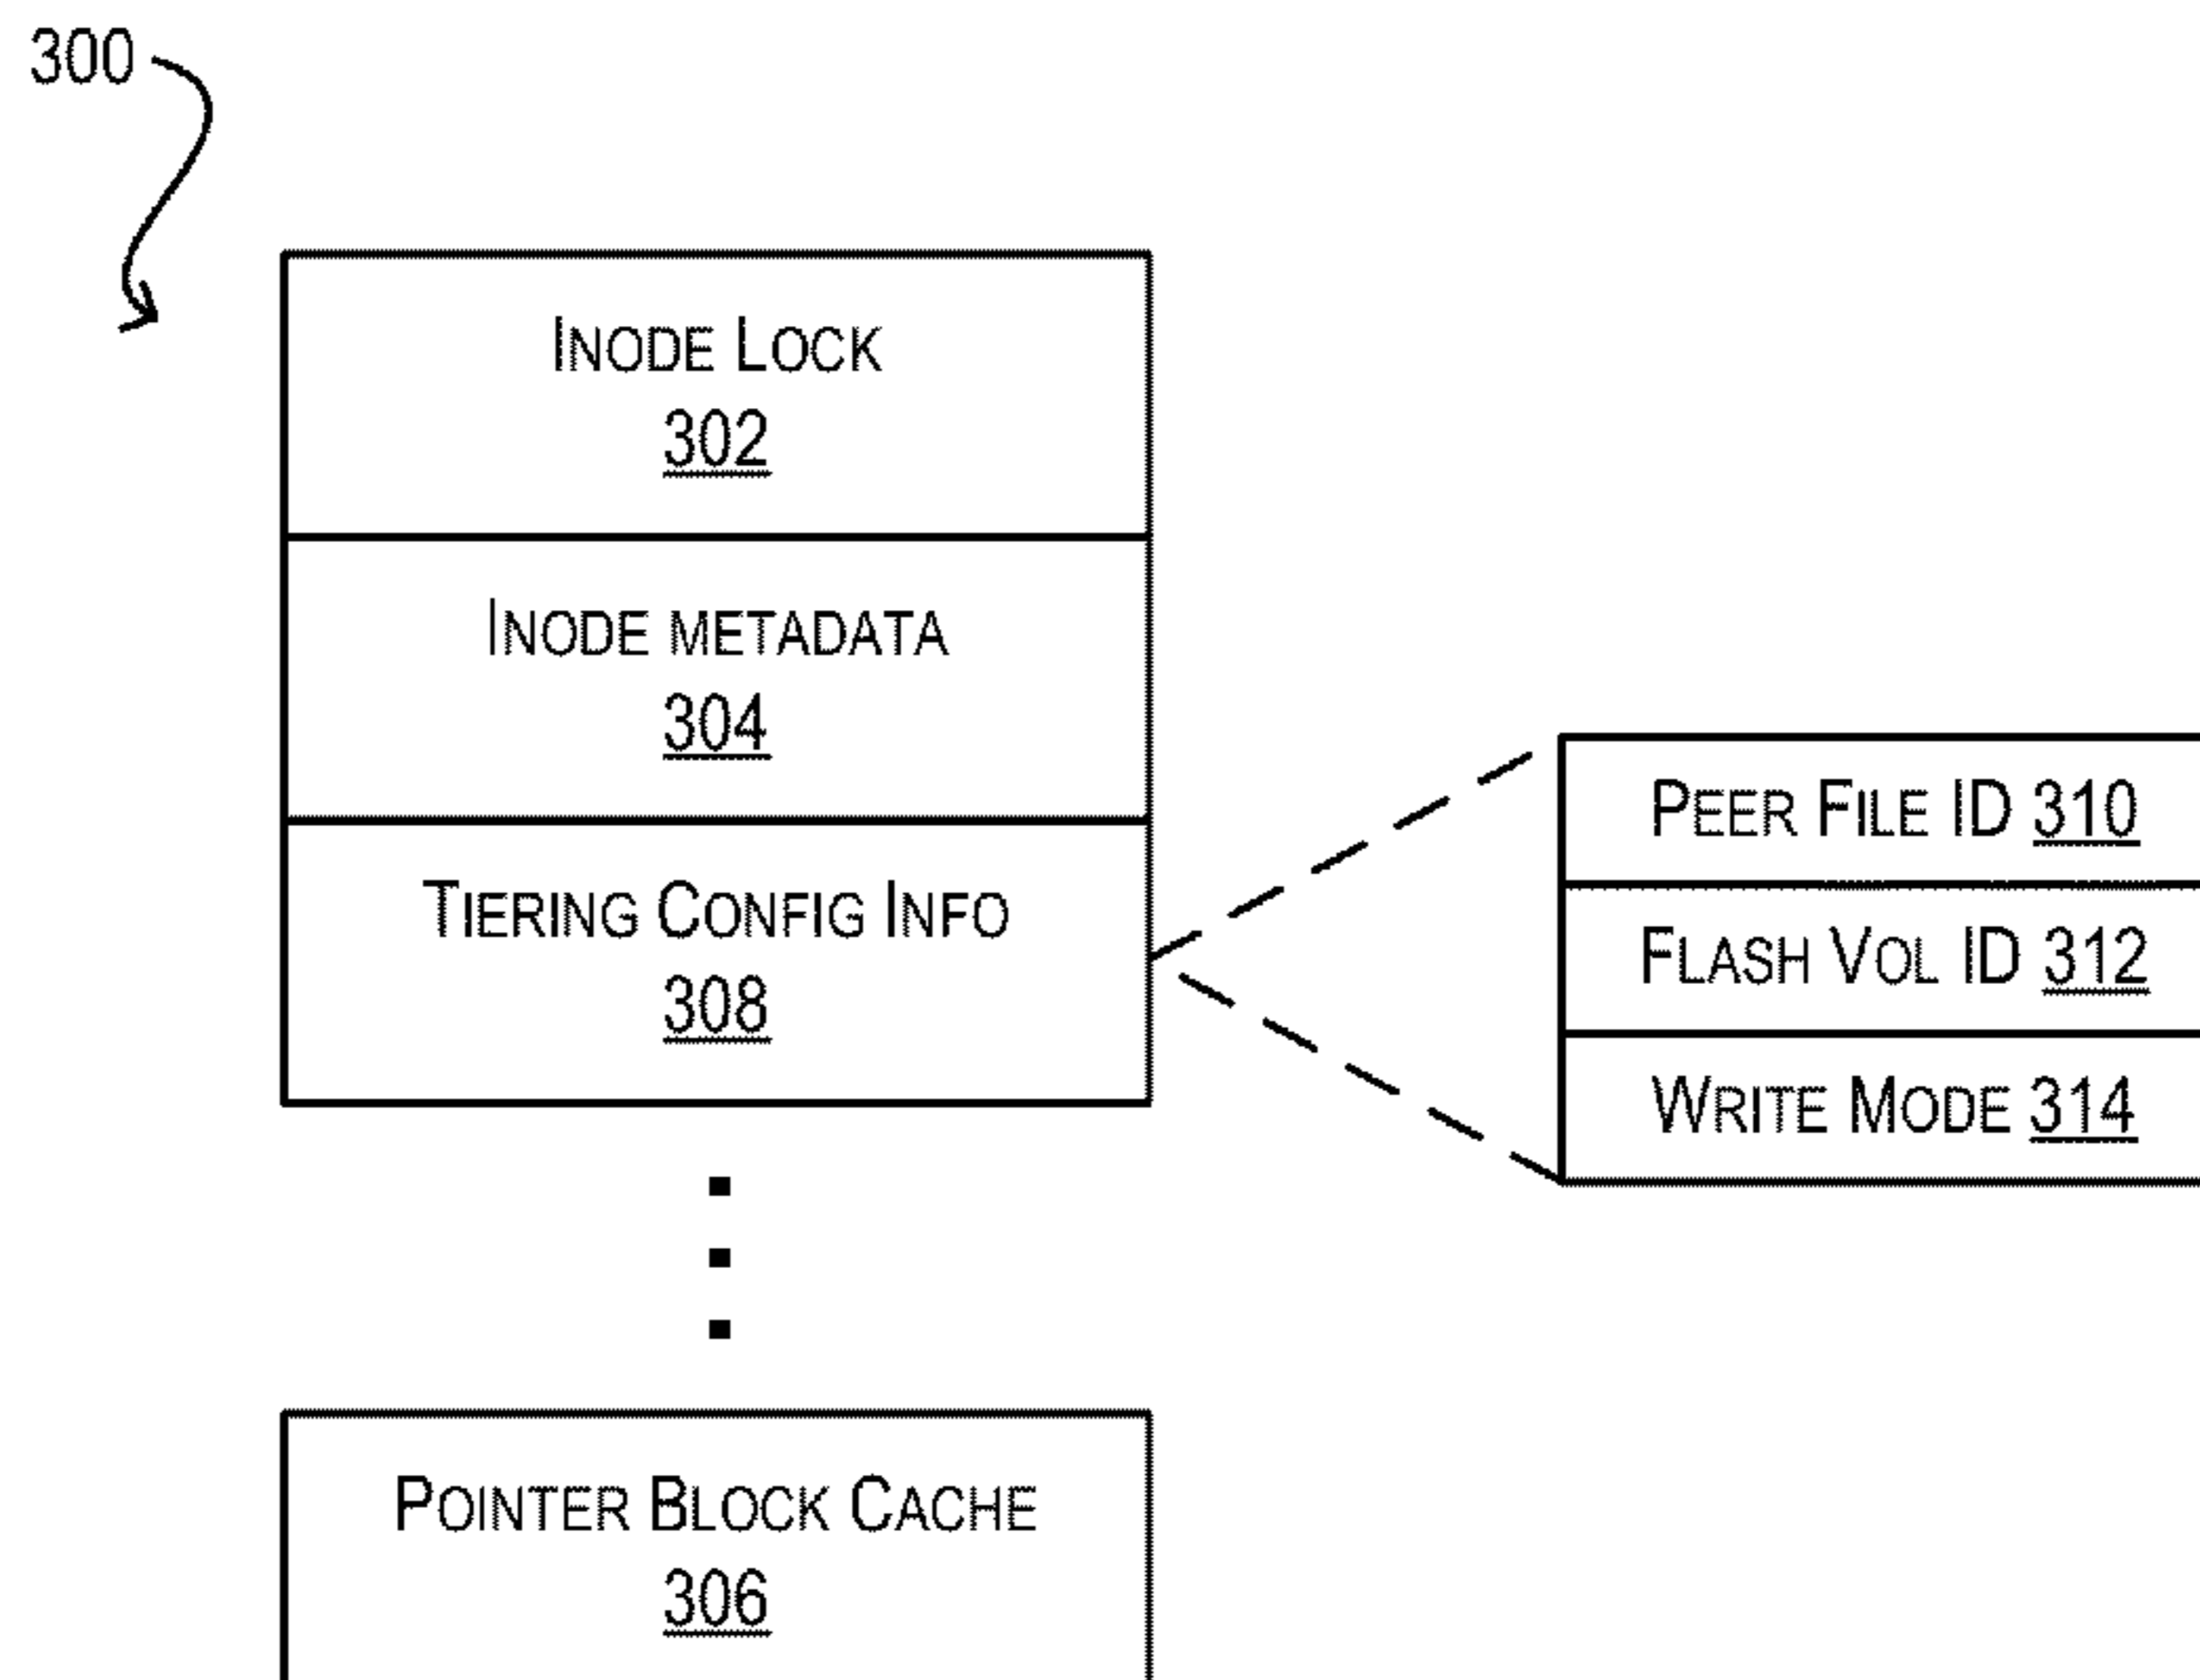 300
INODE LOCK
302
INODE METADATA
304
TIERING CONFIG INFO
308
PEER FILE ID 310
FLASH VOL ID 312
WRITE MODE 314
POINTER BLOCK CACHE
306